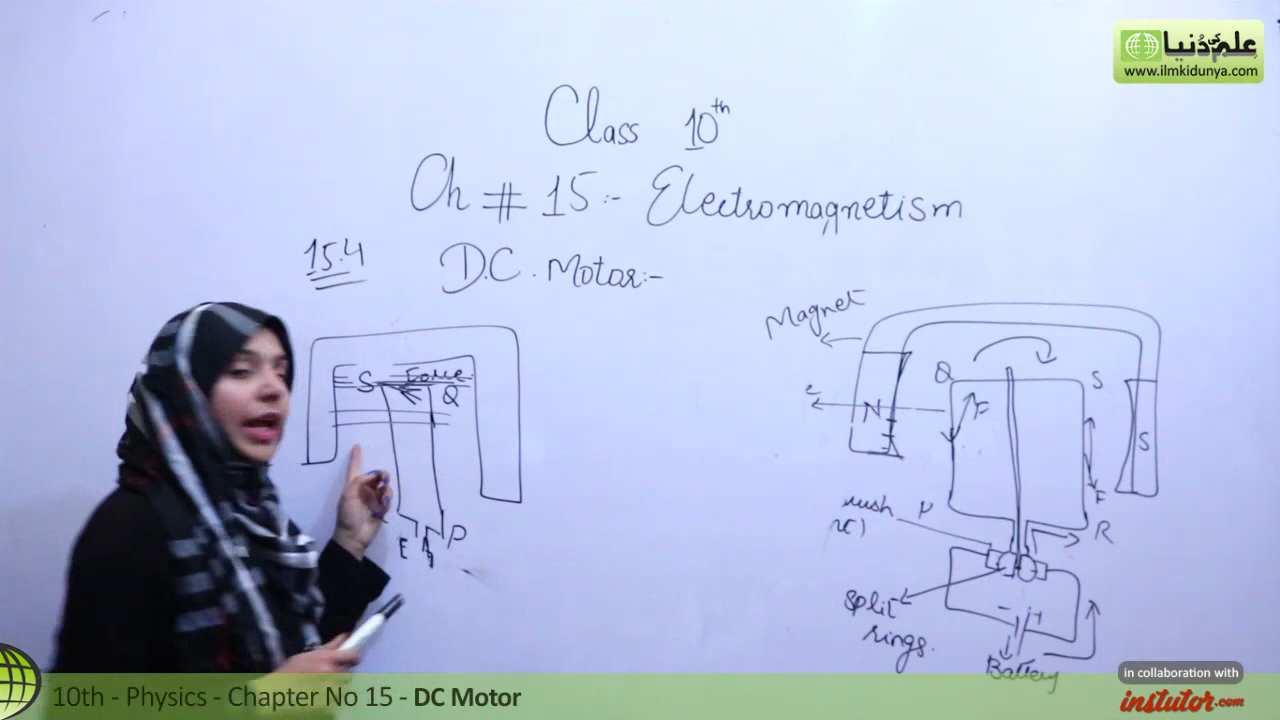 علم کی دنیا
www.ilmkidunya.com
Class 10th
Ch # 15:- Electromagnetism
15.4 D.C. Motor:-
Magnet
Force
S
Q
E
P
Q
S
N
F
S
F
P
R
split
rings.
- +
Battery
in collaboration with
instutor.com
10th - Physics - Chapter No 15 - DC Motor